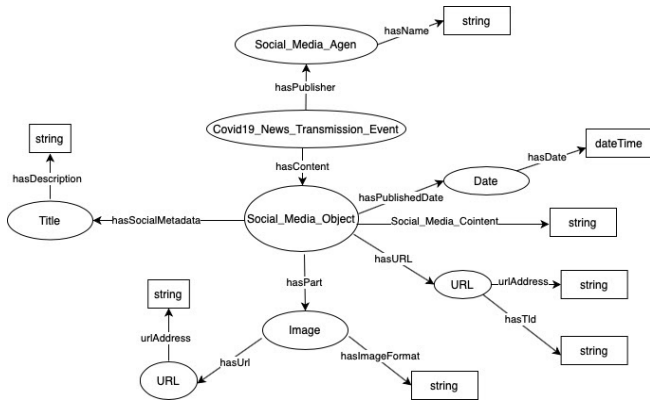 string
hasName
Social_Media_Agen
hasPublisher
string
Covid19_News_Transmission_Event
dateTime
hasDate
hasContent
hasDescription
Date
hasPublishedDate
Title
hasSocialMetadata
Social_Media_Object
Social_Media_Cointent
string
hasURL
hasPart
URL
urlAddress
string
string
hasTld
Image
urlAddress
hasImageFormat
string
hasUrl
URL
string